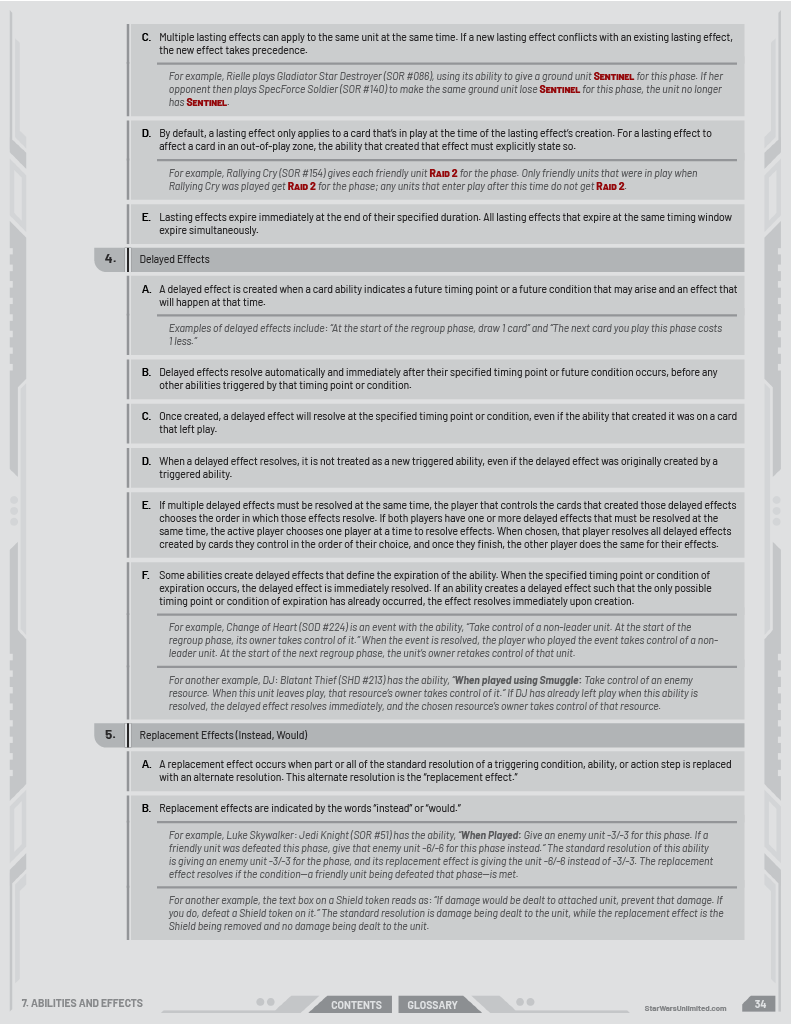 C. Multiple lasting effects can apply to the same unit at the same time. If a new lasting effect conflicts with an existing lasting effect,
the new effect takes precedence.
For example, Rielle plays Gladiator Star Destroyer (SOR #086), using its ability to give a ground unit SENTINEL for this phase. If her
opponent then plays SpecForce Soldier (SOR #140) to make the same ground unit lose SENTINEL for this phase, the unit no longer
has SENTINEL.
D. By default, a lasting effect only applies to a card that's in play at the time of the lasting effect's creation. For a lasting effect to
affect a card in an out-of-play zone, the ability that created that effect must explicitly state so.
For example, Rallying Cry (SOR #154) gives each friendly unit RAID 2 for the phase. Only friendly units that were in play when
Rallying Cry was played get RAID 2 for the phase; any units that enter play after this time do not get RAID 2.
E. Lasting effects expire immediately at the end of their specified duration. All lasting effects that expire at the same timing window
expire simultaneously.
4. Delayed Effects
A. A delayed effect is created when a card ability indicates a future timing point or a future condition that may arise and an effect that
will happen at that time.
Examples of delayed effects include: “At the start of the regroup phase, draw 1 card” and “The next card you play this phase costs
1 less.”
B. Delayed effects resolve automatically and immediately after their specified timing point or future condition occurs, before any
other abilities triggered by that timing point or condition.
C. Once created, a delayed effect will resolve at the specified timing point or condition, even if the ability that created it was on a card
that left play.
D. When a delayed effect resolves, it is not treated as a new triggered ability, even if the delayed effect was originally created by a
triggered ability.
E. If multiple delayed effects must be resolved at the same time, the player that controls the cards that created those delayed effects
chooses the order in which those effects resolve. If both players have one or more delayed effects that must be resolved at the
same time, the active player chooses one player at a time to resolve effects. When chosen, that player resolves all delayed effects
created by cards they control in the order of their choice, and once they finish, the other player does the same for their effects.
F. Some abilities create delayed effects that define the expiration of the ability. When the specified timing point or condition of
expiration occurs, the delayed effect is immediately resolved. If an ability creates a delayed effect such that the only possible
timing point or condition of expiration has already occurred, the effect resolves immediately upon creation.
For example, Change of Heart (SOD #224) is an event with the ability, “Take control of a non-leader unit. At the start of the
regroup phase, its owner takes control of it.” When the event is resolved, the player who played the event takes control of a non-
leader unit. At the start of the next regroup phase, the unit's owner retakes control of that unit.
For another example, DJ: Blatant Thief (SHD #213) has the ability, “When played using Smuggle: Take control of an enemy
resource. When this unit leaves play, that resource's owner takes control of it.” If DJ has already left play when this ability is
resolved, the delayed effect resolves immediately, and the chosen resource's owner takes control of that resource.
5. Replacement Effects (Instead, Would)
A. A replacement effect occurs when part or all of the standard resolution of a triggering condition, ability, or action step is replaced
with an alternate resolution. This alternate resolution is the “replacement effect.”
B. Replacement effects are indicated by the words “instead” or “would.”
For example, Luke Skywalker: Jedi Knight (SOR #51) has the ability, “When Played: Give an enemy unit -3/-3 for this phase. If a
friendly unit was defeated this phase, give that enemy unit -6/-6 for this phase instead.” The standard resolution of this ability
is giving an enemy unit -3/-3 for the phase, and its replacement effect is giving the unit -6/-6 instead of -3/-3. The replacement
effect resolves if the condition—a friendly unit being defeated that phase—is met.
For another example, the text box on a Shield token reads as: “If damage would be dealt to attached unit, prevent that damage. If
you do, defeat a Shield token on it.” The standard resolution is damage being dealt to the unit, while the replacement effect is the
Shield being removed and no damage being dealt to the unit.
7. ABILITIES AND EFFECTS
CONTENTS
GLOSSARY
StarWarsUnlimited.com
34